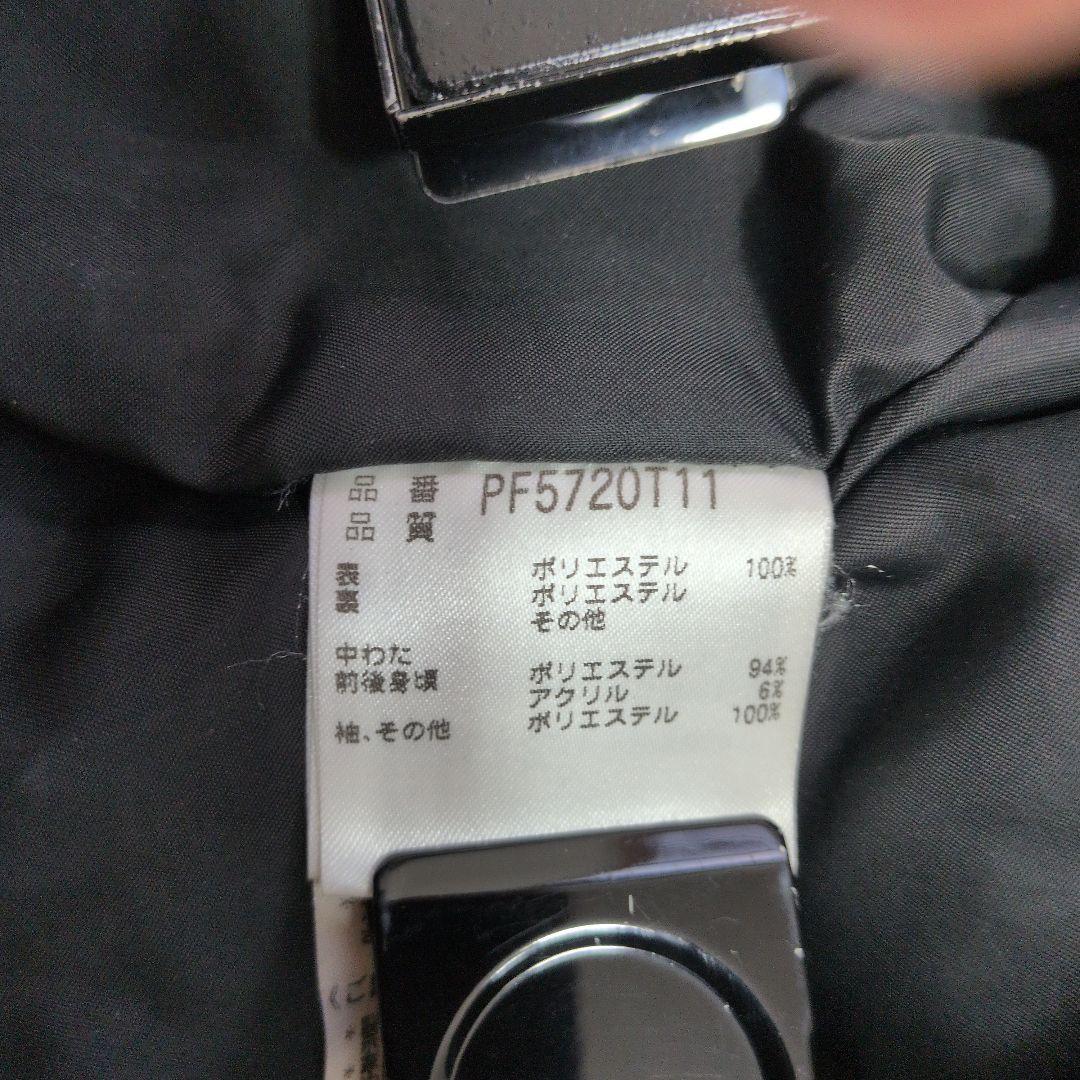 品 番 PF5720T11
品 質
表 ポリエステル 100%
裏 ポリエステル
その他
中わた
前後身頃 ポリエステル 94%
アクリル 6%
袖、その他 ポリエステル 100%